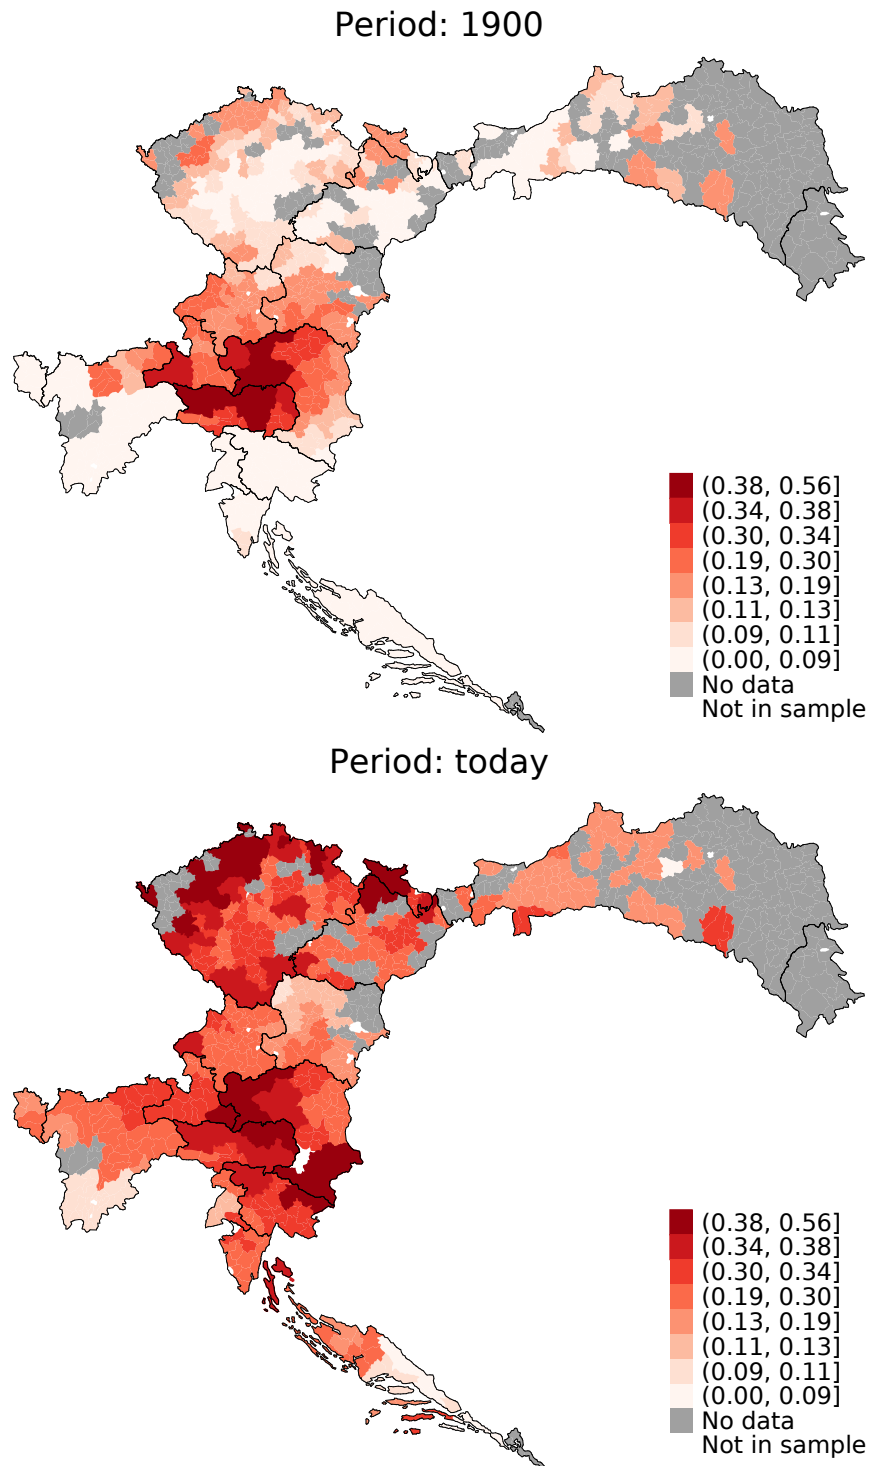 Period: 1900
(0.38, 0.56]
(0.34, 0.38]
(0.30, 0.34]
(0.19, 0.30]
(0.13, 0.19]
(0.11, 0.13]
(0.09, 0.11]
(0.00, 0.09]
No data
Not in sample
Period: today
(0.38, 0.56]
(0.34, 0.38]
(0.30, 0.34]
(0.19, 0.30]
(0.13, 0.19]
(0.11, 0.13]
(0.09, 0.11]
(0.00, 0.09]
No data
Not in sample